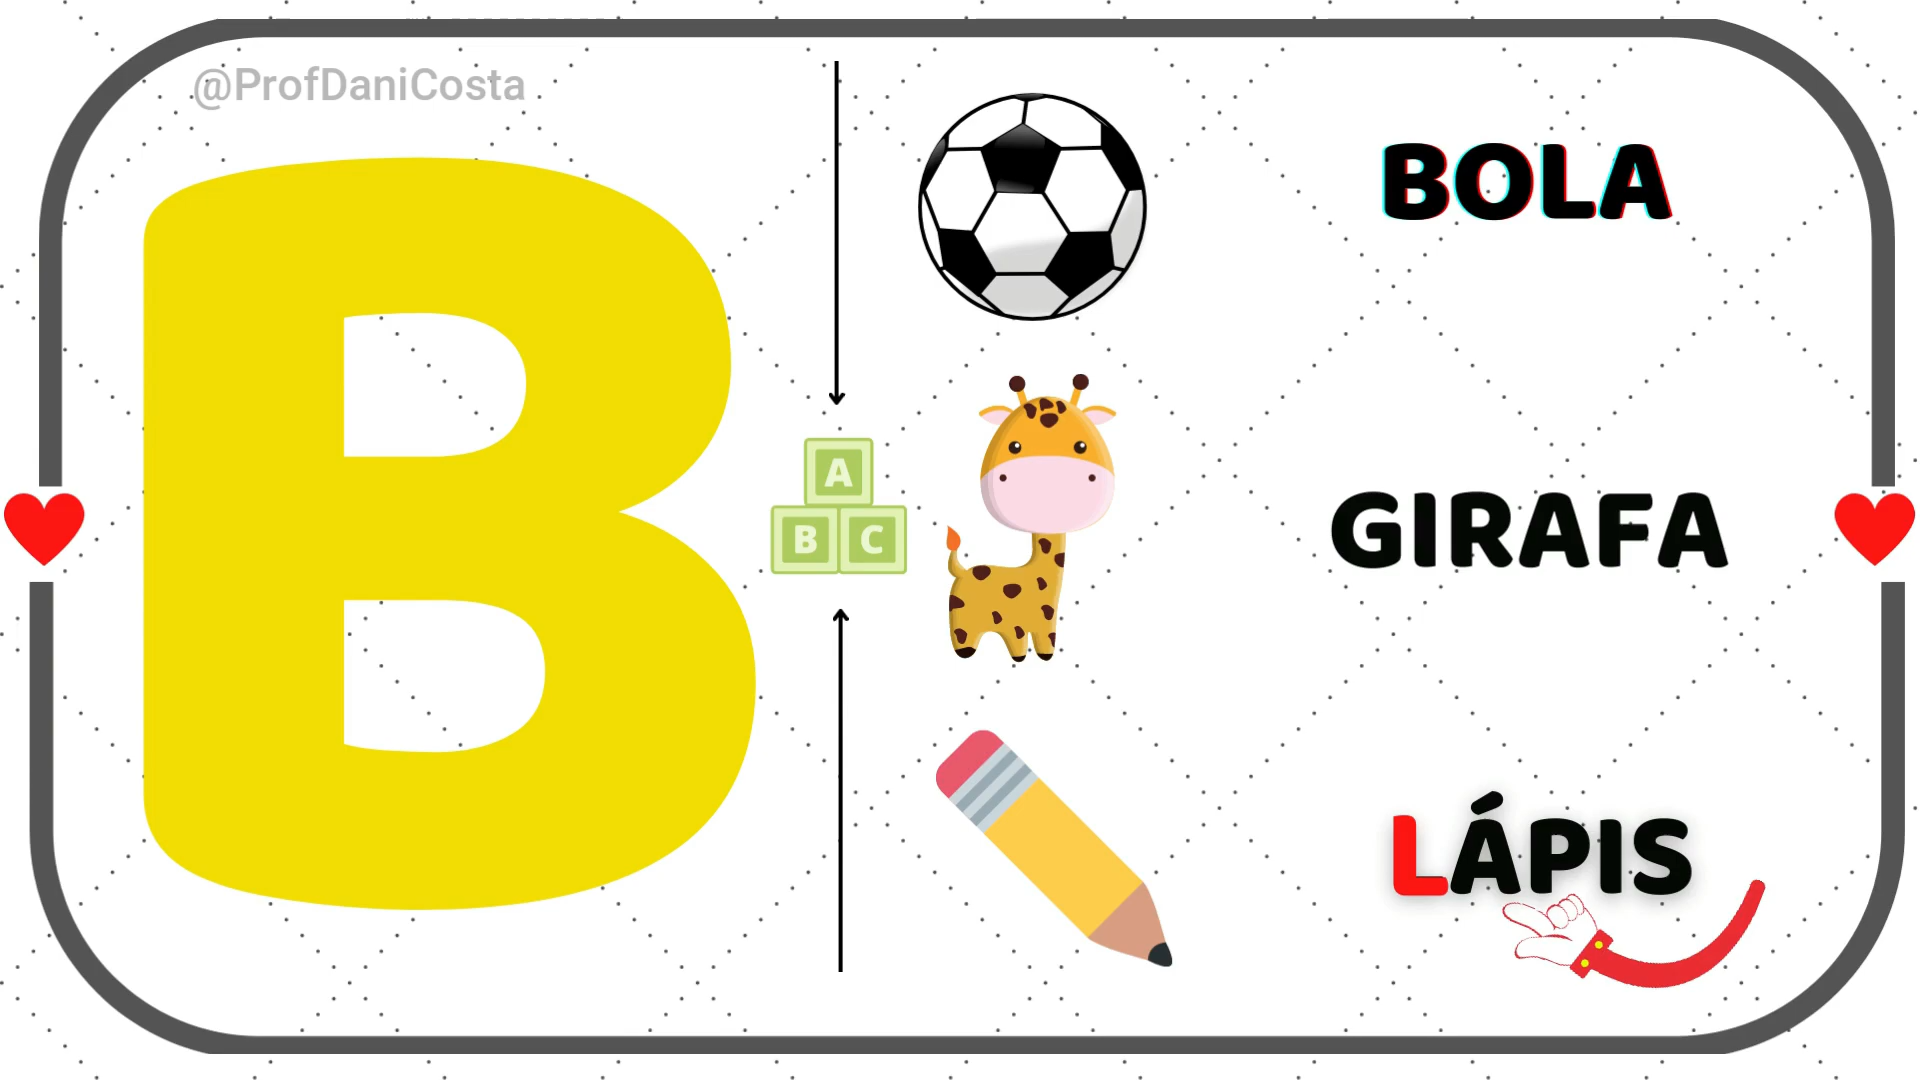 @ProfDaniCosta
B
BOLA
A
B C
GIRAFA
LÁPIS